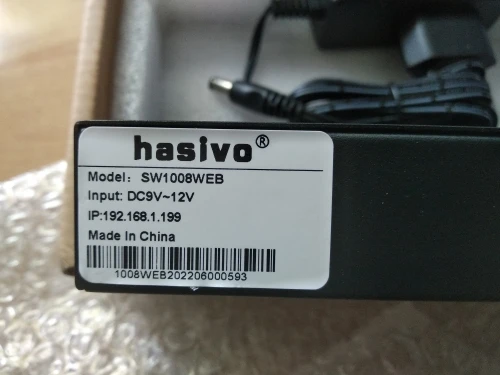 hasivo®
Model: SW1008WEB
Input: DC9V~12V
IP:192.168.1.199
Made In China
1008WEB202206000593